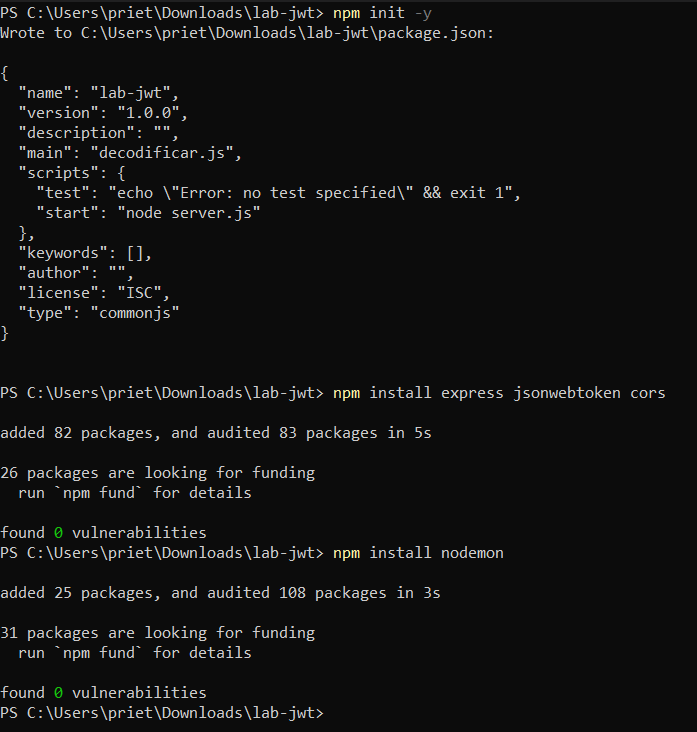 PS C:\Users\priet\Downloads\lab-jwt> npm init -y
Wrote to C:\Users\priet\Downloads\lab-jwt\package.json:
{
  "name": "lab-jwt",
  "version": "1.0.0",
  "description": "",
  "main": "decodificar.js",
  "scripts": {
    "test": "echo \"Error: no test specified\" && exit 1",
    "start": "node server.js"
  },
  "keywords": [],
  "author": "",
  "license": "ISC",
  "type": "commonjs"
}
PS C:\Users\priet\Downloads\lab-jwt> npm install express jsonwebtoken cors
added 82 packages, and audited 83 packages in 5s
26 packages are looking for funding
  run `npm fund` for details
found 0 vulnerabilities
PS C:\Users\priet\Downloads\lab-jwt> npm install nodemon
added 25 packages, and audited 108 packages in 3s
31 packages are looking for funding
  run `npm fund` for details
found 0 vulnerabilities
PS C:\Users\priet\Downloads\lab-jwt>